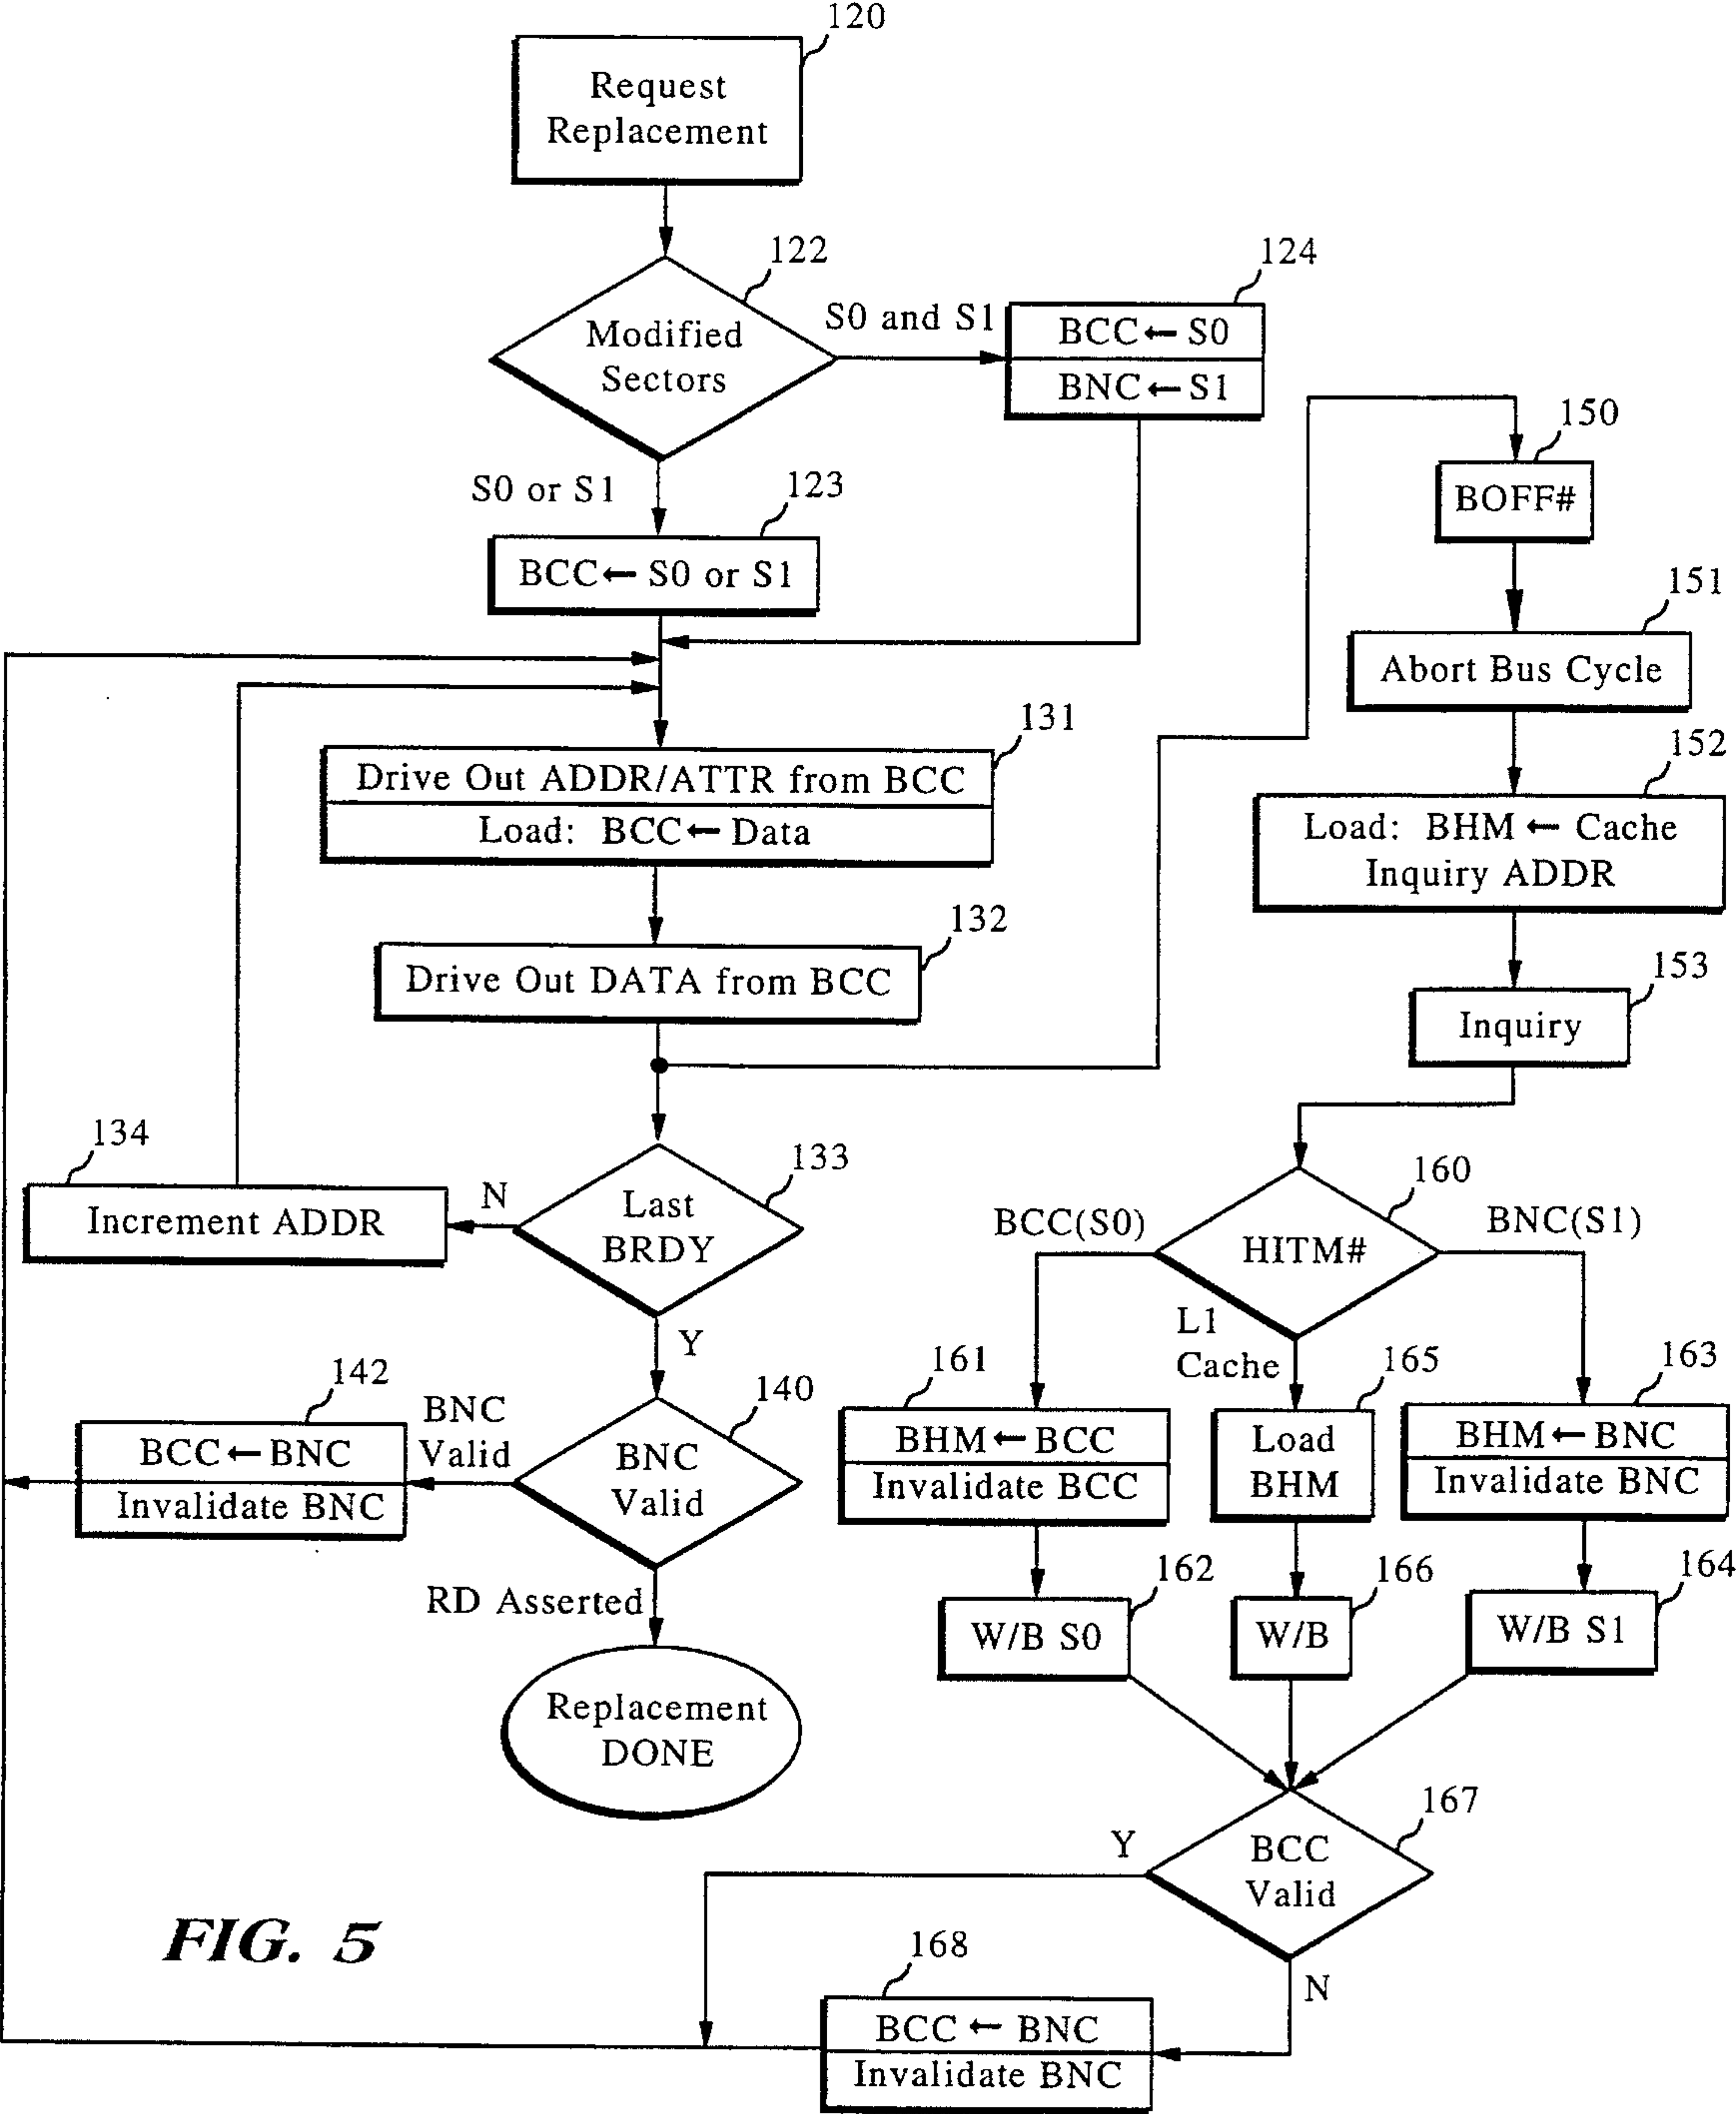 120
Request
Replacement
122
Modified
Sectors
S0 and S1
124
BCC ← S0
BNC ← S1
S0 or S1
123
BCC ← S0 or S1
150
BOFF#
151
Abort Bus Cycle
131
Drive Out ADDR/ATTR from BCC
Load: BCC ← Data
152
Load: BHM ← Cache
Inquiry ADDR
132
Drive Out DATA from BCC
153
Inquiry
134
Increment ADDR
N
133
Last
BRDY
Y
160
HITM#
BCC(S0)
BNC(S1)
L1
Cache
142
BCC ← BNC
Invalidate BNC
BNC
Valid
140
BNC
Valid
161
BHM ← BCC
Invalidate BCC
165
Load
BHM
163
BHM ← BNC
Invalidate BNC
RD Asserted
162
W/B S0
166
W/B
164
W/B S1
Replacement
DONE
167
BCC
Valid
Y
N
FIG. 5
168
BCC ← BNC
Invalidate BNC